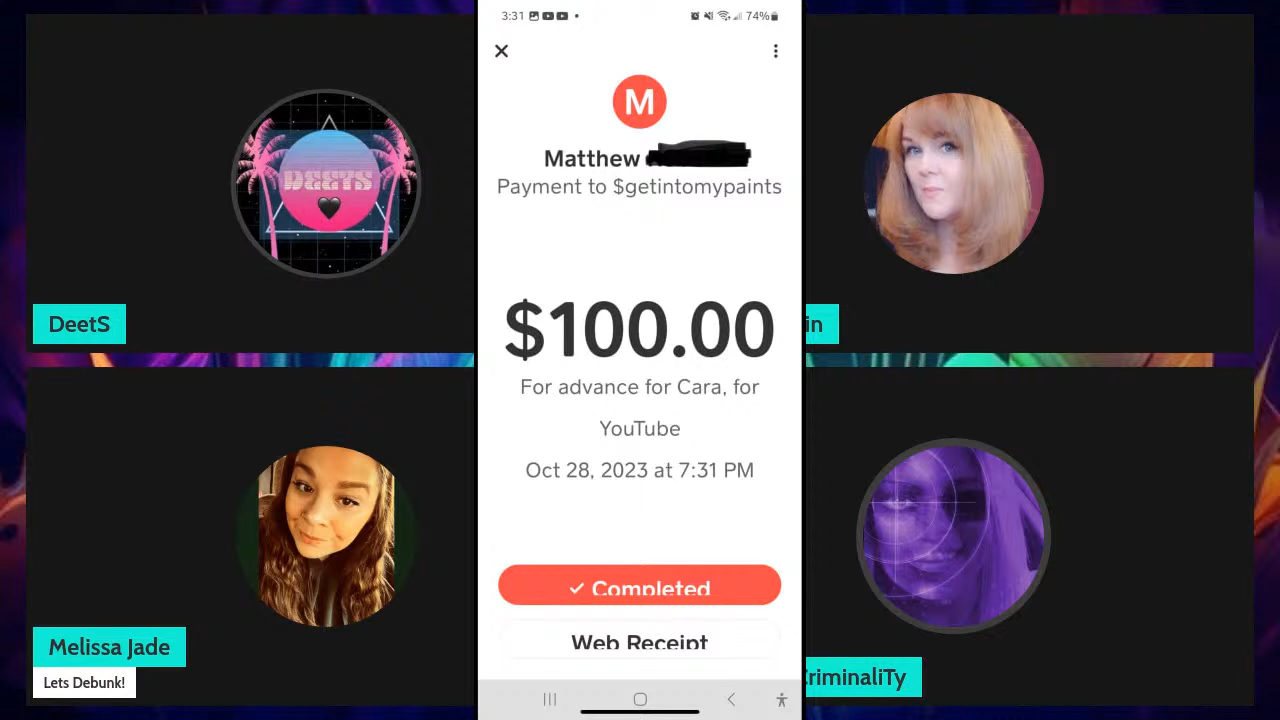 3:31
74%
M
Matthew
Payment to $getintomypaints
$100.00
For advance for Cara, for
YouTube
Oct 28, 2023 at 7:31 PM
Completed
Web Receipt
DEETS
DeetS
in
Melissa Jade
Lets Debunk!
CriminaliTy